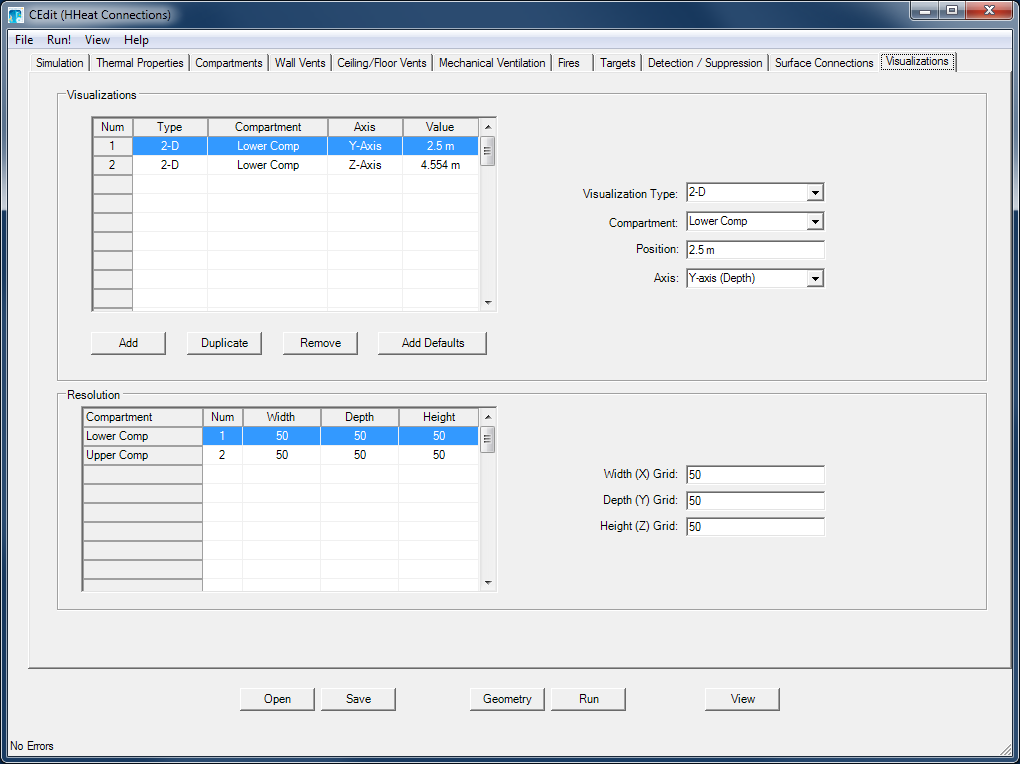 CEdit (HHeat Connections)
File Run! View Help
Simulation Thermal Properties Compartments Wall Vents Ceiling/Floor Vents Mechanical Ventilation Fires Targets Detection / Suppression Surface Connections Visualizations
Visualizations
Num Type Compartment Axis Value
1 2-D Lower Comp Y-Axis 2.5 m
2 2-D Lower Comp Z-Axis 4.554 m
Visualization Type: 2-D
Compartment: Lower Comp
Position: 2.5 m
Axis: Y-axis (Depth)
Add Duplicate Remove Add Defaults
Resolution
Compartment Num Width Depth Height
Lower Comp 1 50 50 50
Upper Comp 2 50 50 50
Width (X) Grid: 50
Depth (Y) Grid: 50
Height (Z) Grid: 50
Open Save Geometry Run View
No Errors